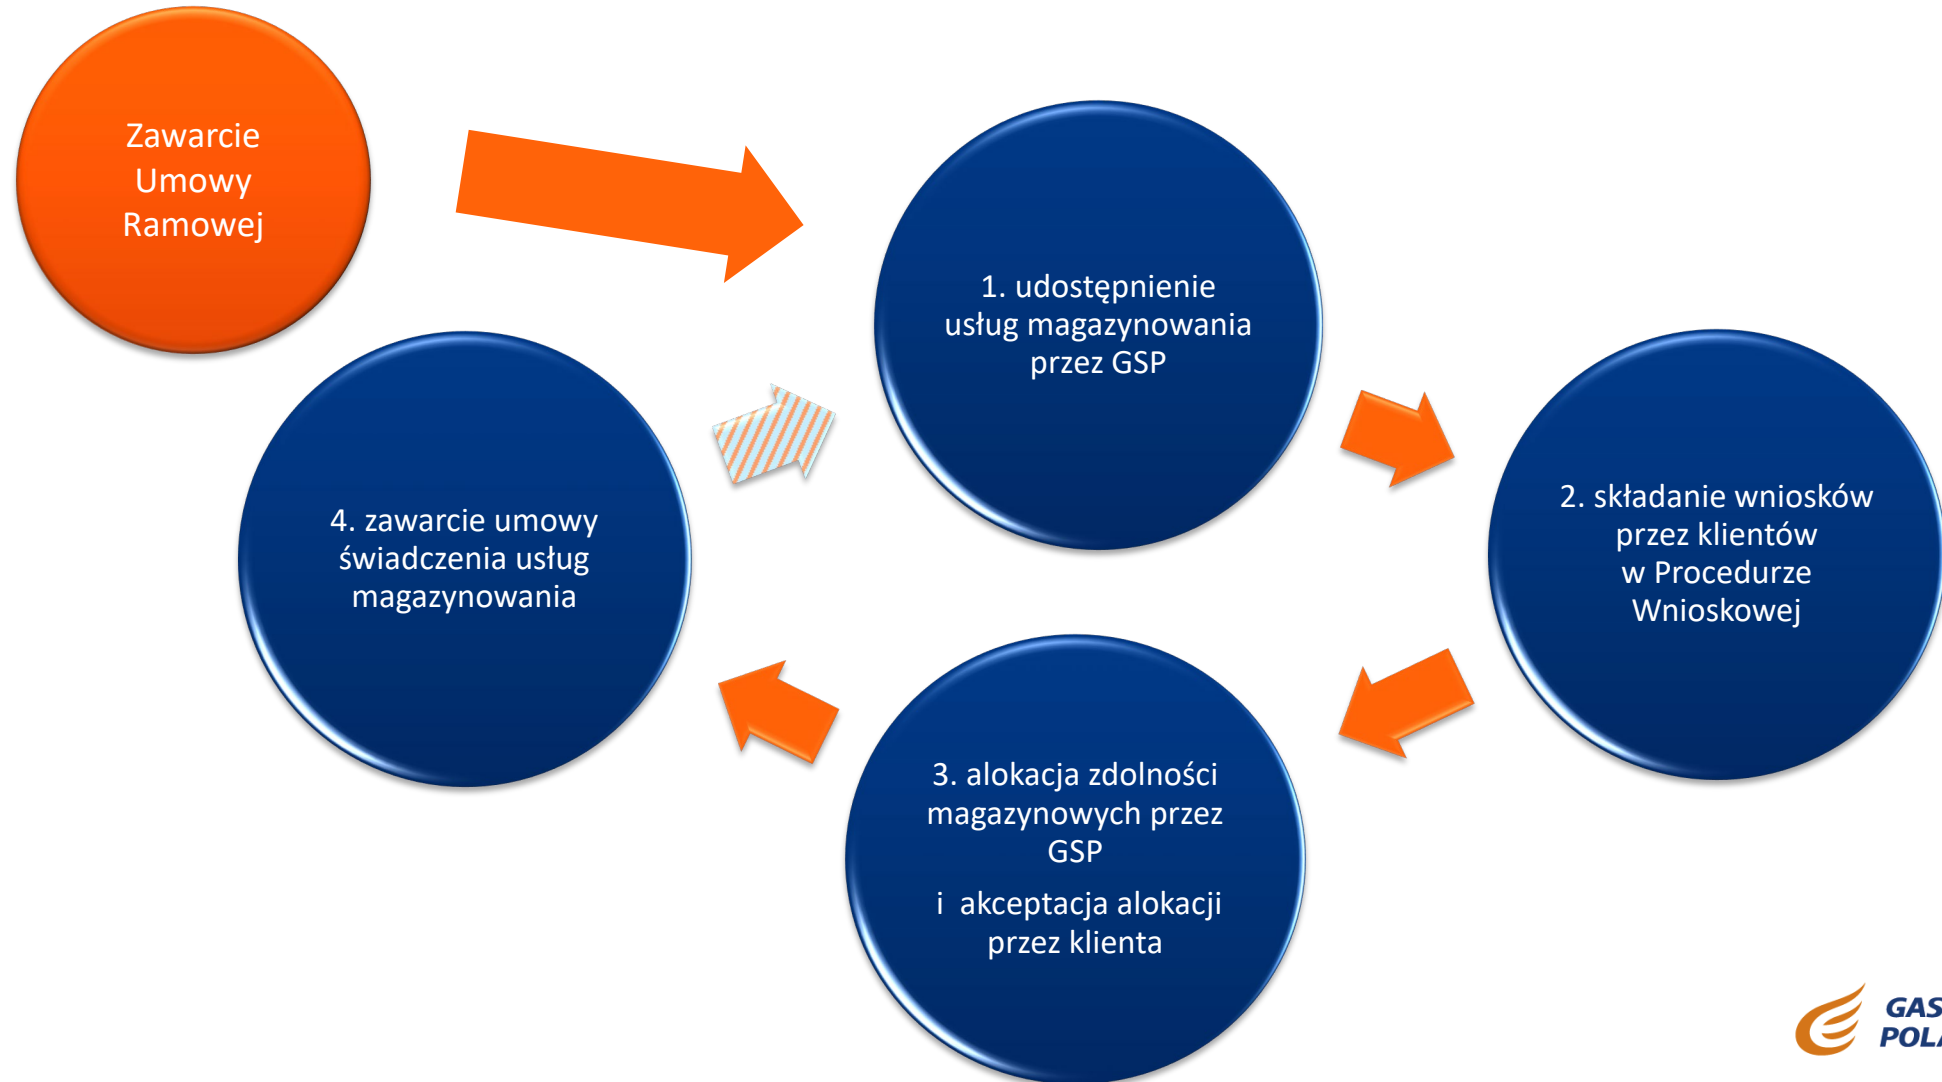 Zawarcie
Umowy
Ramowej
1. udostępnienie
usług magazynowania
przez GSP
2. składanie wniosków
przez klientów
w Procedurze
Wnioskowej
3. alokacja zdolności
magazynowych przez
GSP
i akceptacja alokacji
przez klienta
4. zawarcie umowy
świadczenia usług
magazynowania